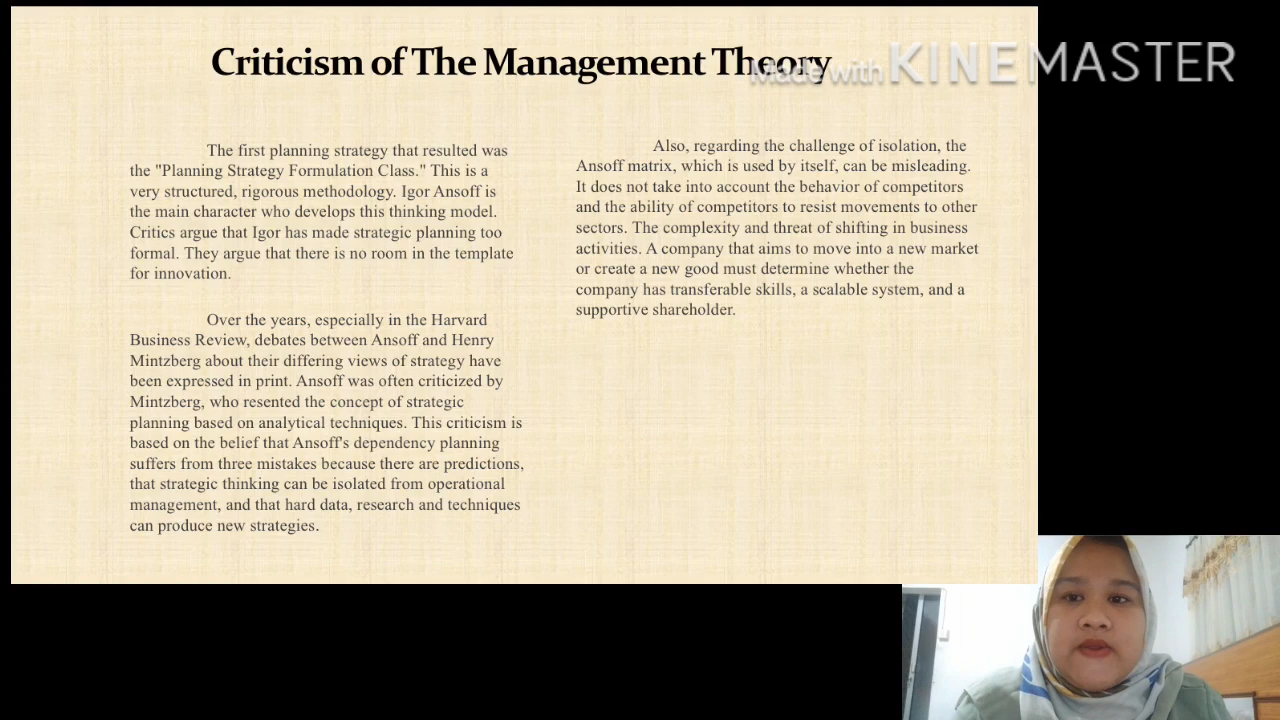 Criticism of The Management Theory
Made with KINEMASTER
The first planning strategy that resulted was
the "Planning Strategy Formulation Class." This is a
very structured, rigorous methodology. Igor Ansoff is
the main character who develops this thinking model.
Critics argue that Igor has made strategic planning too
formal. They argue that there is no room in the template
for innovation.
Over the years, especially in the Harvard
Business Review, debates between Ansoff and Henry
Mintzberg about their differing views of strategy have
been expressed in print. Ansoff was often criticized by
Mintzberg, who resented the concept of strategic
planning based on analytical techniques. This criticism is
based on the belief that Ansoff's dependency planning
suffers from three mistakes because there are predictions,
that strategic thinking can be isolated from operational
management, and that hard data, research and techniques
can produce new strategies.
Also, regarding the challenge of isolation, the
Ansoff matrix, which is used by itself, can be misleading.
It does not take into account the behavior of competitors
and the ability of competitors to resist movements to other
sectors. The complexity and threat of shifting in business
activities. A company that aims to move into a new market
or create a new good must determine whether the
company has transferable skills, a scalable system, and a
supportive shareholder.